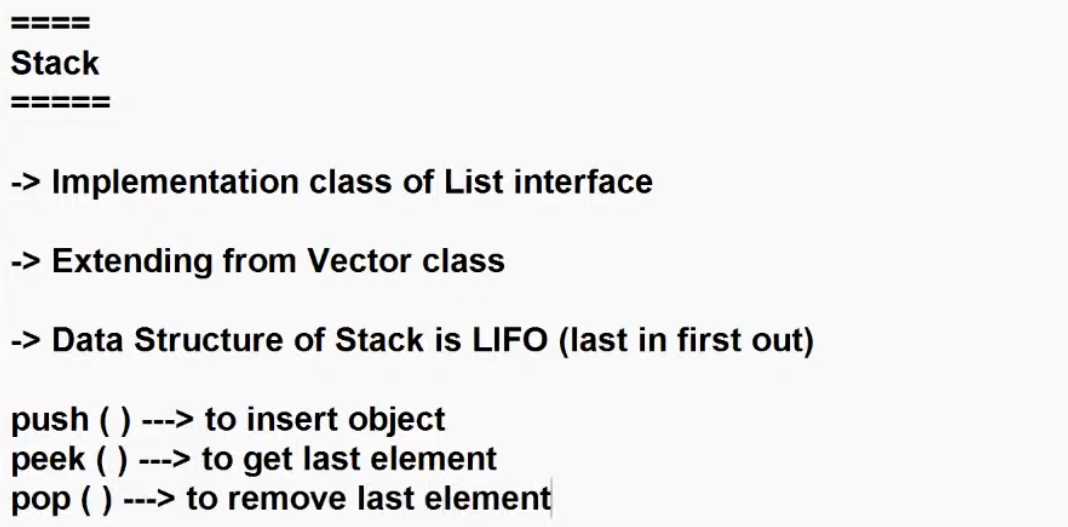 ====
Stack
=====
-> Implementation class of List interface
-> Extending from Vector class
-> Data Structure of Stack is LIFO (last in first out)
push ( ) ---> to insert object
peek ( ) ---> to get last element
pop ( ) ---> to remove last element